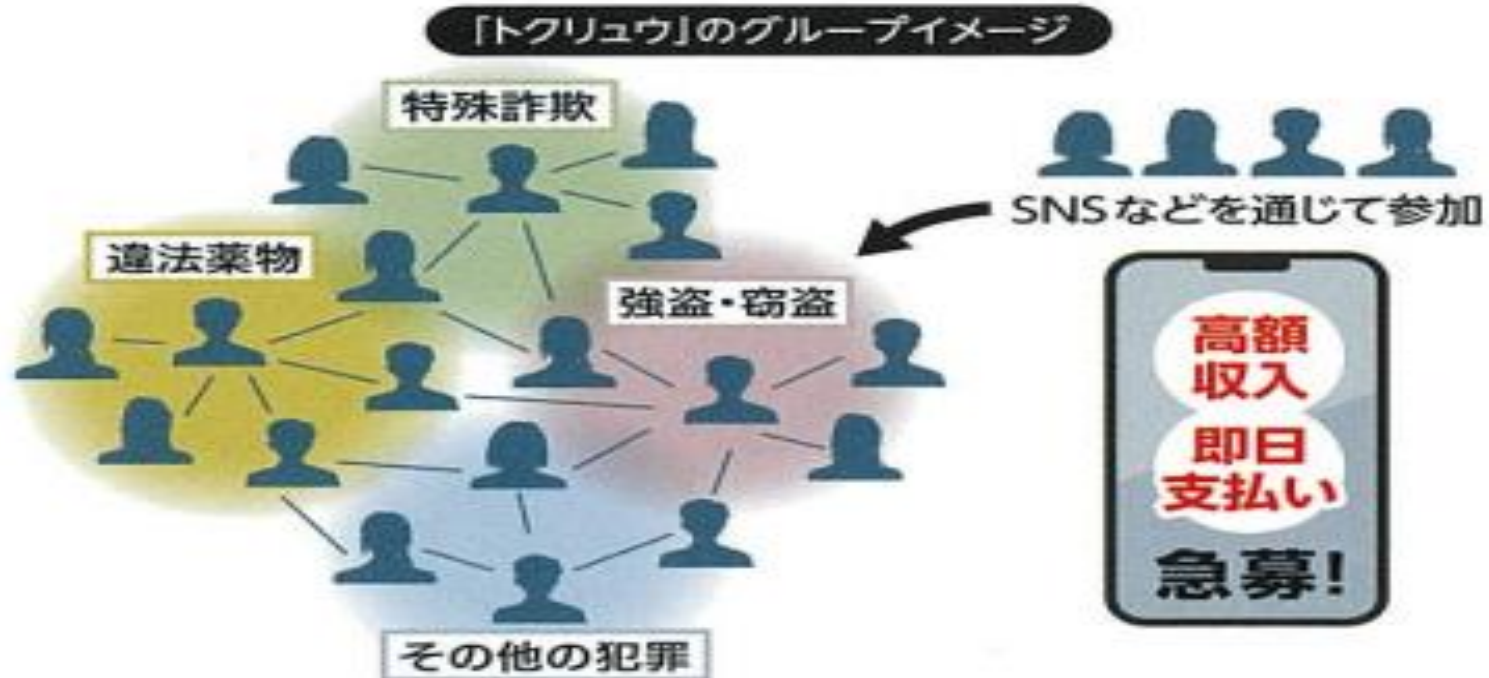 「トクリュウ」のグループイメージ
特殊詐欺
違法薬物
強盗・窃盗
その他の犯罪
SNSなどを通じて参加
高額
収入
即日
支払い
急募!